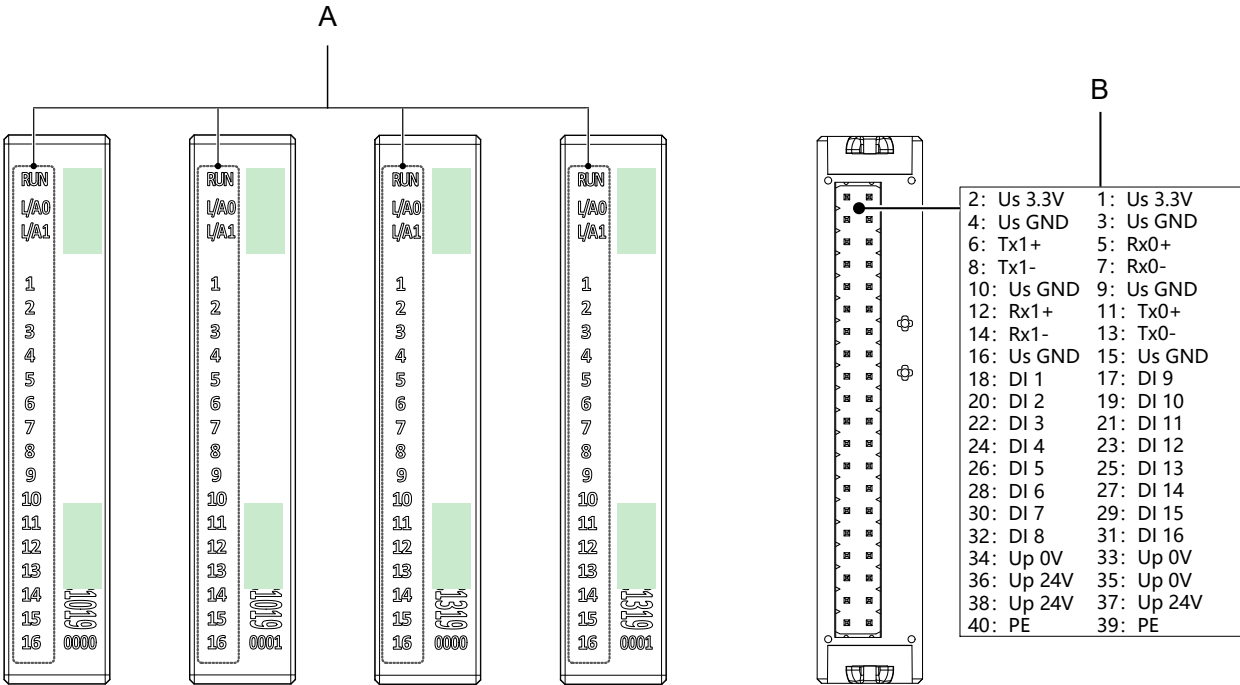 A
B
RUN RUN RUN RUN
L/A0 L/A0 L/A0 L/A0
L/A1 L/A1 L/A1 L/A1
1 1 1 1
2 2 2 2
3 3 3 3
4 4 4 4
5 5 5 5
6 6 6 6
7 7 7 7
8 8 8 8
9 9 9 9
10 10 10 10
11 11 11 11
12 12 12 12
13 13 13 13
14 14 14 14
15 15 15 15
16 16 16 16
1019 1019 1319 1319
0000 0001 0000 0001
2: Us 3.3V 1: Us 3.3V
4: Us GND 3: Us GND
6: Tx1+ 5: Rx0+
8: Tx1- 7: Rx0-
10: Us GND 9: Us GND
12: Rx1+ 11: Tx0+
14: Rx1- 13: Tx0-
16: Us GND 15: Us GND
18: DI 1 17: DI 9
20: DI 2 19: DI 10
22: DI 3 21: DI 11
24: DI 4 23: DI 12
26: DI 5 25: DI 13
28: DI 6 27: DI 14
30: DI 7 29: DI 15
32: DI 8 31: DI 16
34: Up 0V 33: Up 0V
36: Up 24V 35: Up 0V
38: Up 24V 37: Up 24V
40: PE 39: PE